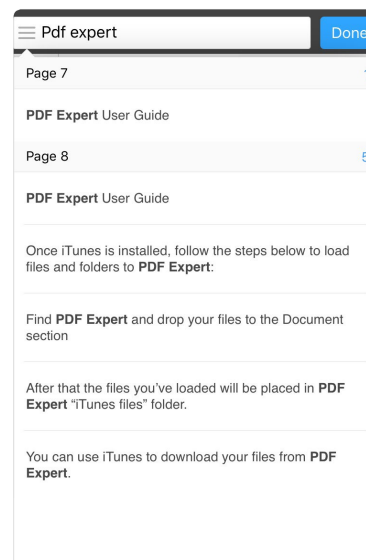 Pdf expert
Done
Page 7
PDF Expert User Guide
Page 8
5
PDF Expert User Guide
Once iTunes is installed, follow the steps below to load
files and folders to PDF Expert:
Find PDF Expert and drop your files to the Document
section
After that the files you’ve loaded will be placed in PDF
Expert “iTunes files” folder.
You can use iTunes to download your files from PDF
Expert.